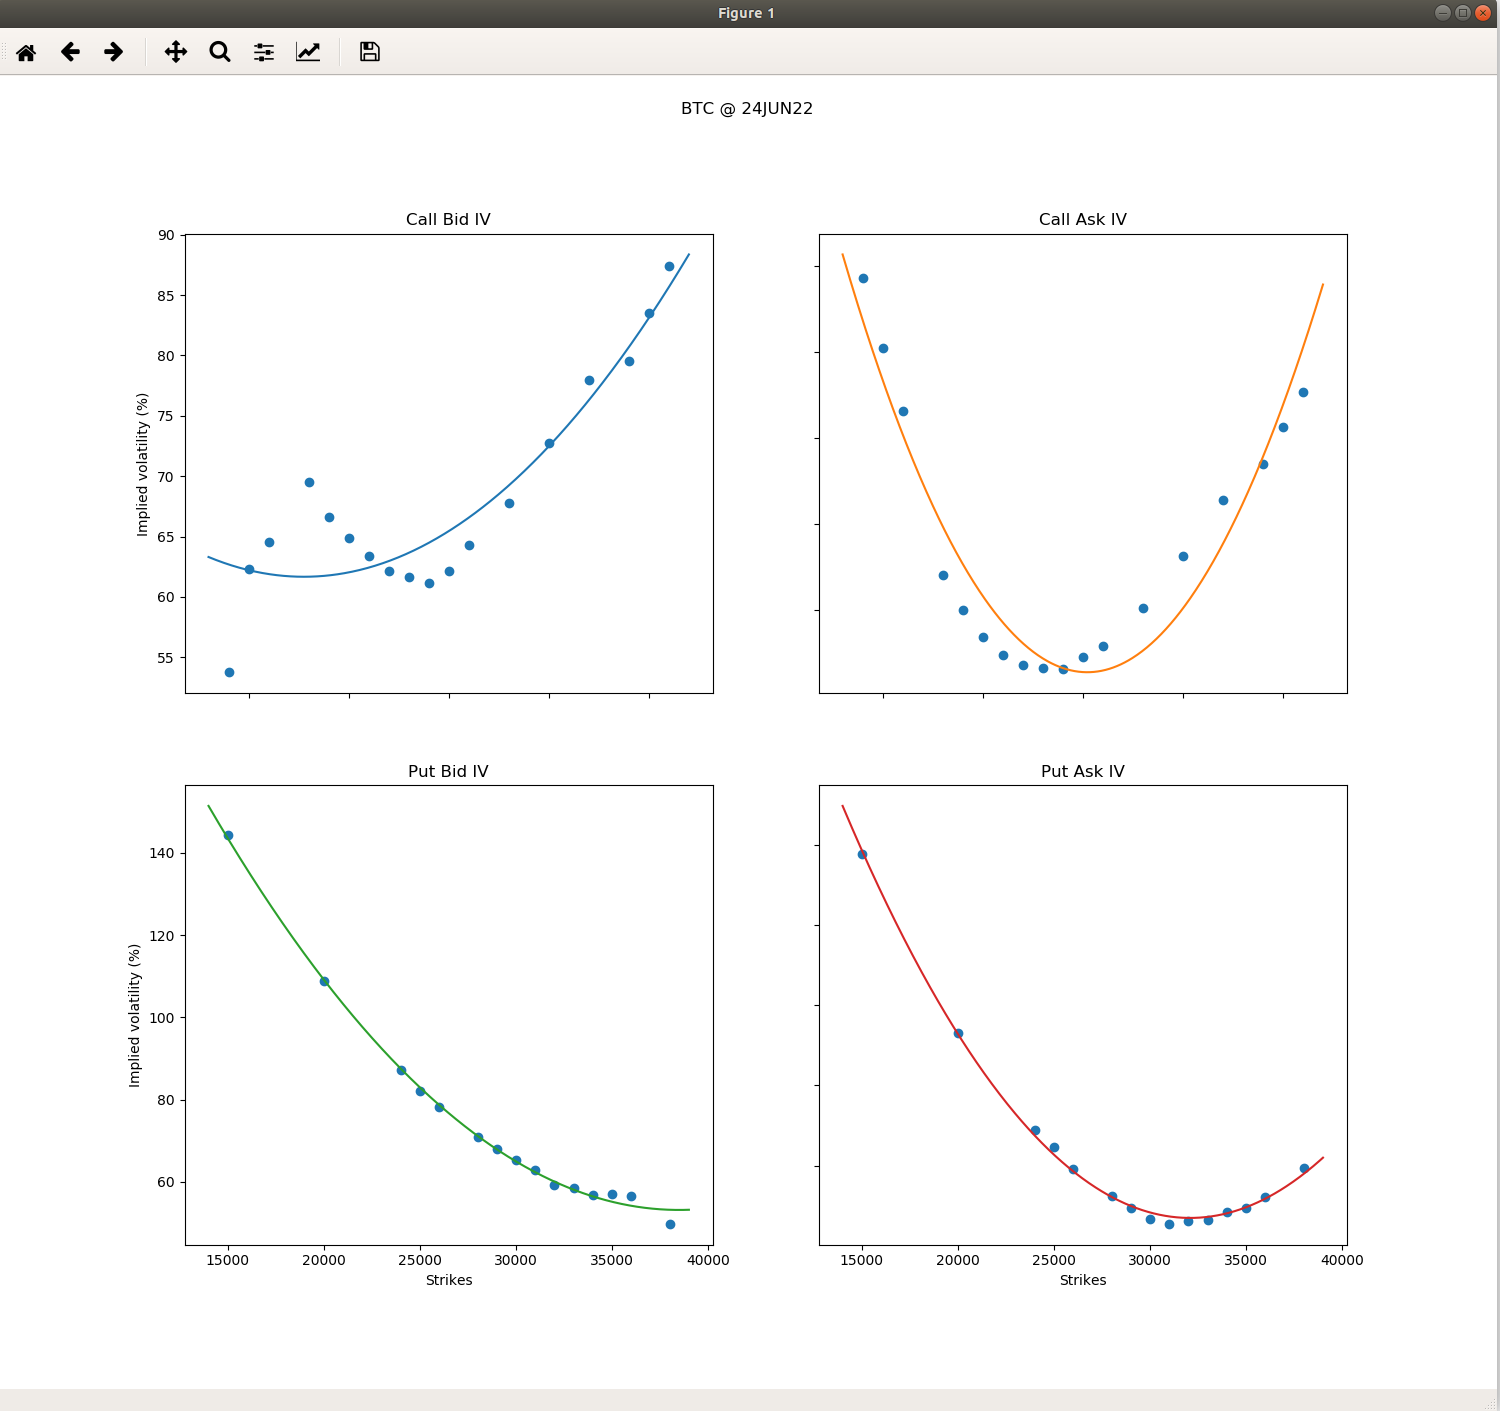 Figure 1
BTC @ 24JUN22
Call Bid IV
Implied volatility (%)
90
85
80
75
70
65
60
55
Call Ask IV
Put Bid IV
Implied volatility (%)
140
120
100
80
60
15000 20000 25000 30000 35000 40000
Strikes
Put Ask IV
15000 20000 25000 30000 35000 40000
Strikes